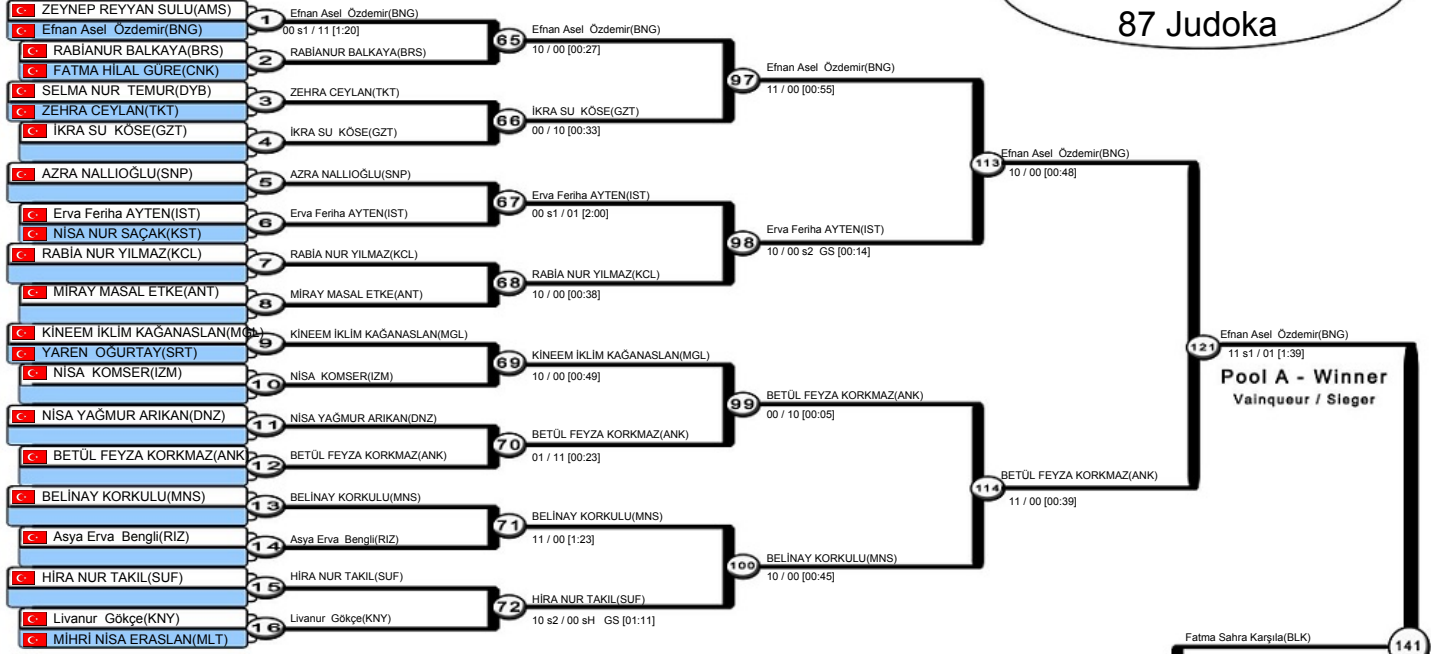 87 Judoka
ZEYNEP REYYAN SULU(AMS)
Efnan Asel Özdemir(BNG)
RABİANUR BALKAYA(BRS)
FATMA HİLAL GÜRE(CNK)
SELMA NUR TEMUR(DYB)
ZEHRA CEYLAN(TKT)
İKRA SU KÖSE(GZT)
AZRA NALLIOĞLU(SNP)
Erva Feriha AYTEN(IST)
NİSA NUR SAÇAK(KST)
RABİA NUR YILMAZ(KCL)
MİRAY MASAL ETKE(ANT)
KİNEEM İKLİM KAĞANASLAN(MGL)
YAREN OĞURTAY(SRT)
NİSA KOMSER(IZM)
NİSA YAĞMUR ARIKAN(DNZ)
BETÜL FEYZA KORKMAZ(ANK)
BELİNAY KORKULU(MNS)
Asya Erva Bengli(RIZ)
HİRA NUR TAKIL(SUF)
Livanur Gökçe(KNY)
MİHRİ NİSA ERASLAN(MLT)
1
Efnan Asel Özdemir(BNG)
00 s1 / 11 [1:20]
2
RABİANUR BALKAYA(BRS)
3
ZEHRA CEYLAN(TKT)
4
İKRA SU KÖSE(GZT)
5
AZRA NALLIOĞLU(SNP)
6
Erva Feriha AYTEN(IST)
7
RABİA NUR YILMAZ(KCL)
8
MİRAY MASAL ETKE(ANT)
9
KİNEEM İKLİM KAĞANASLAN(MGL)
10
NİSA KOMSER(IZM)
11
NİSA YAĞMUR ARIKAN(DNZ)
12
BETÜL FEYZA KORKMAZ(ANK)
13
BELİNAY KORKULU(MNS)
14
Asya Erva Bengli(RIZ)
15
HİRA NUR TAKIL(SUF)
16
Livanur Gökçe(KNY)
65
Efnan Asel Özdemir(BNG)
10 / 00 [00:27]
66
İKRA SU KÖSE(GZT)
00 / 10 [00:33]
67
Erva Feriha AYTEN(IST)
00 s1 / 01 [2:00]
68
RABİA NUR YILMAZ(KCL)
10 / 00 [00:38]
69
KİNEEM İKLİM KAĞANASLAN(MGL)
10 / 00 [00:49]
70
BETÜL FEYZA KORKMAZ(ANK)
01 / 11 [00:23]
71
BELİNAY KORKULU(MNS)
11 / 00 [1:23]
72
HİRA NUR TAKIL(SUF)
10 s2 / 00 sH GS [01:11]
97
Efnan Asel Özdemir(BNG)
11 / 00 [00:55]
98
Erva Feriha AYTEN(IST)
10 / 00 s2 GS [00:14]
99
BETÜL FEYZA KORKMAZ(ANK)
00 / 10 [00:05]
100
BELİNAY KORKULU(MNS)
10 / 00 [00:45]
113
Efnan Asel Özdemir(BNG)
10 / 00 [00:48]
114
BETÜL FEYZA KORKMAZ(ANK)
11 / 00 [00:39]
121
Efnan Asel Özdemir(BNG)
11 s1 / 01 [1:39]
Pool A - Winner
Vainqueur / Sieger
Fatma Sahra Karşıla(BLK)
141